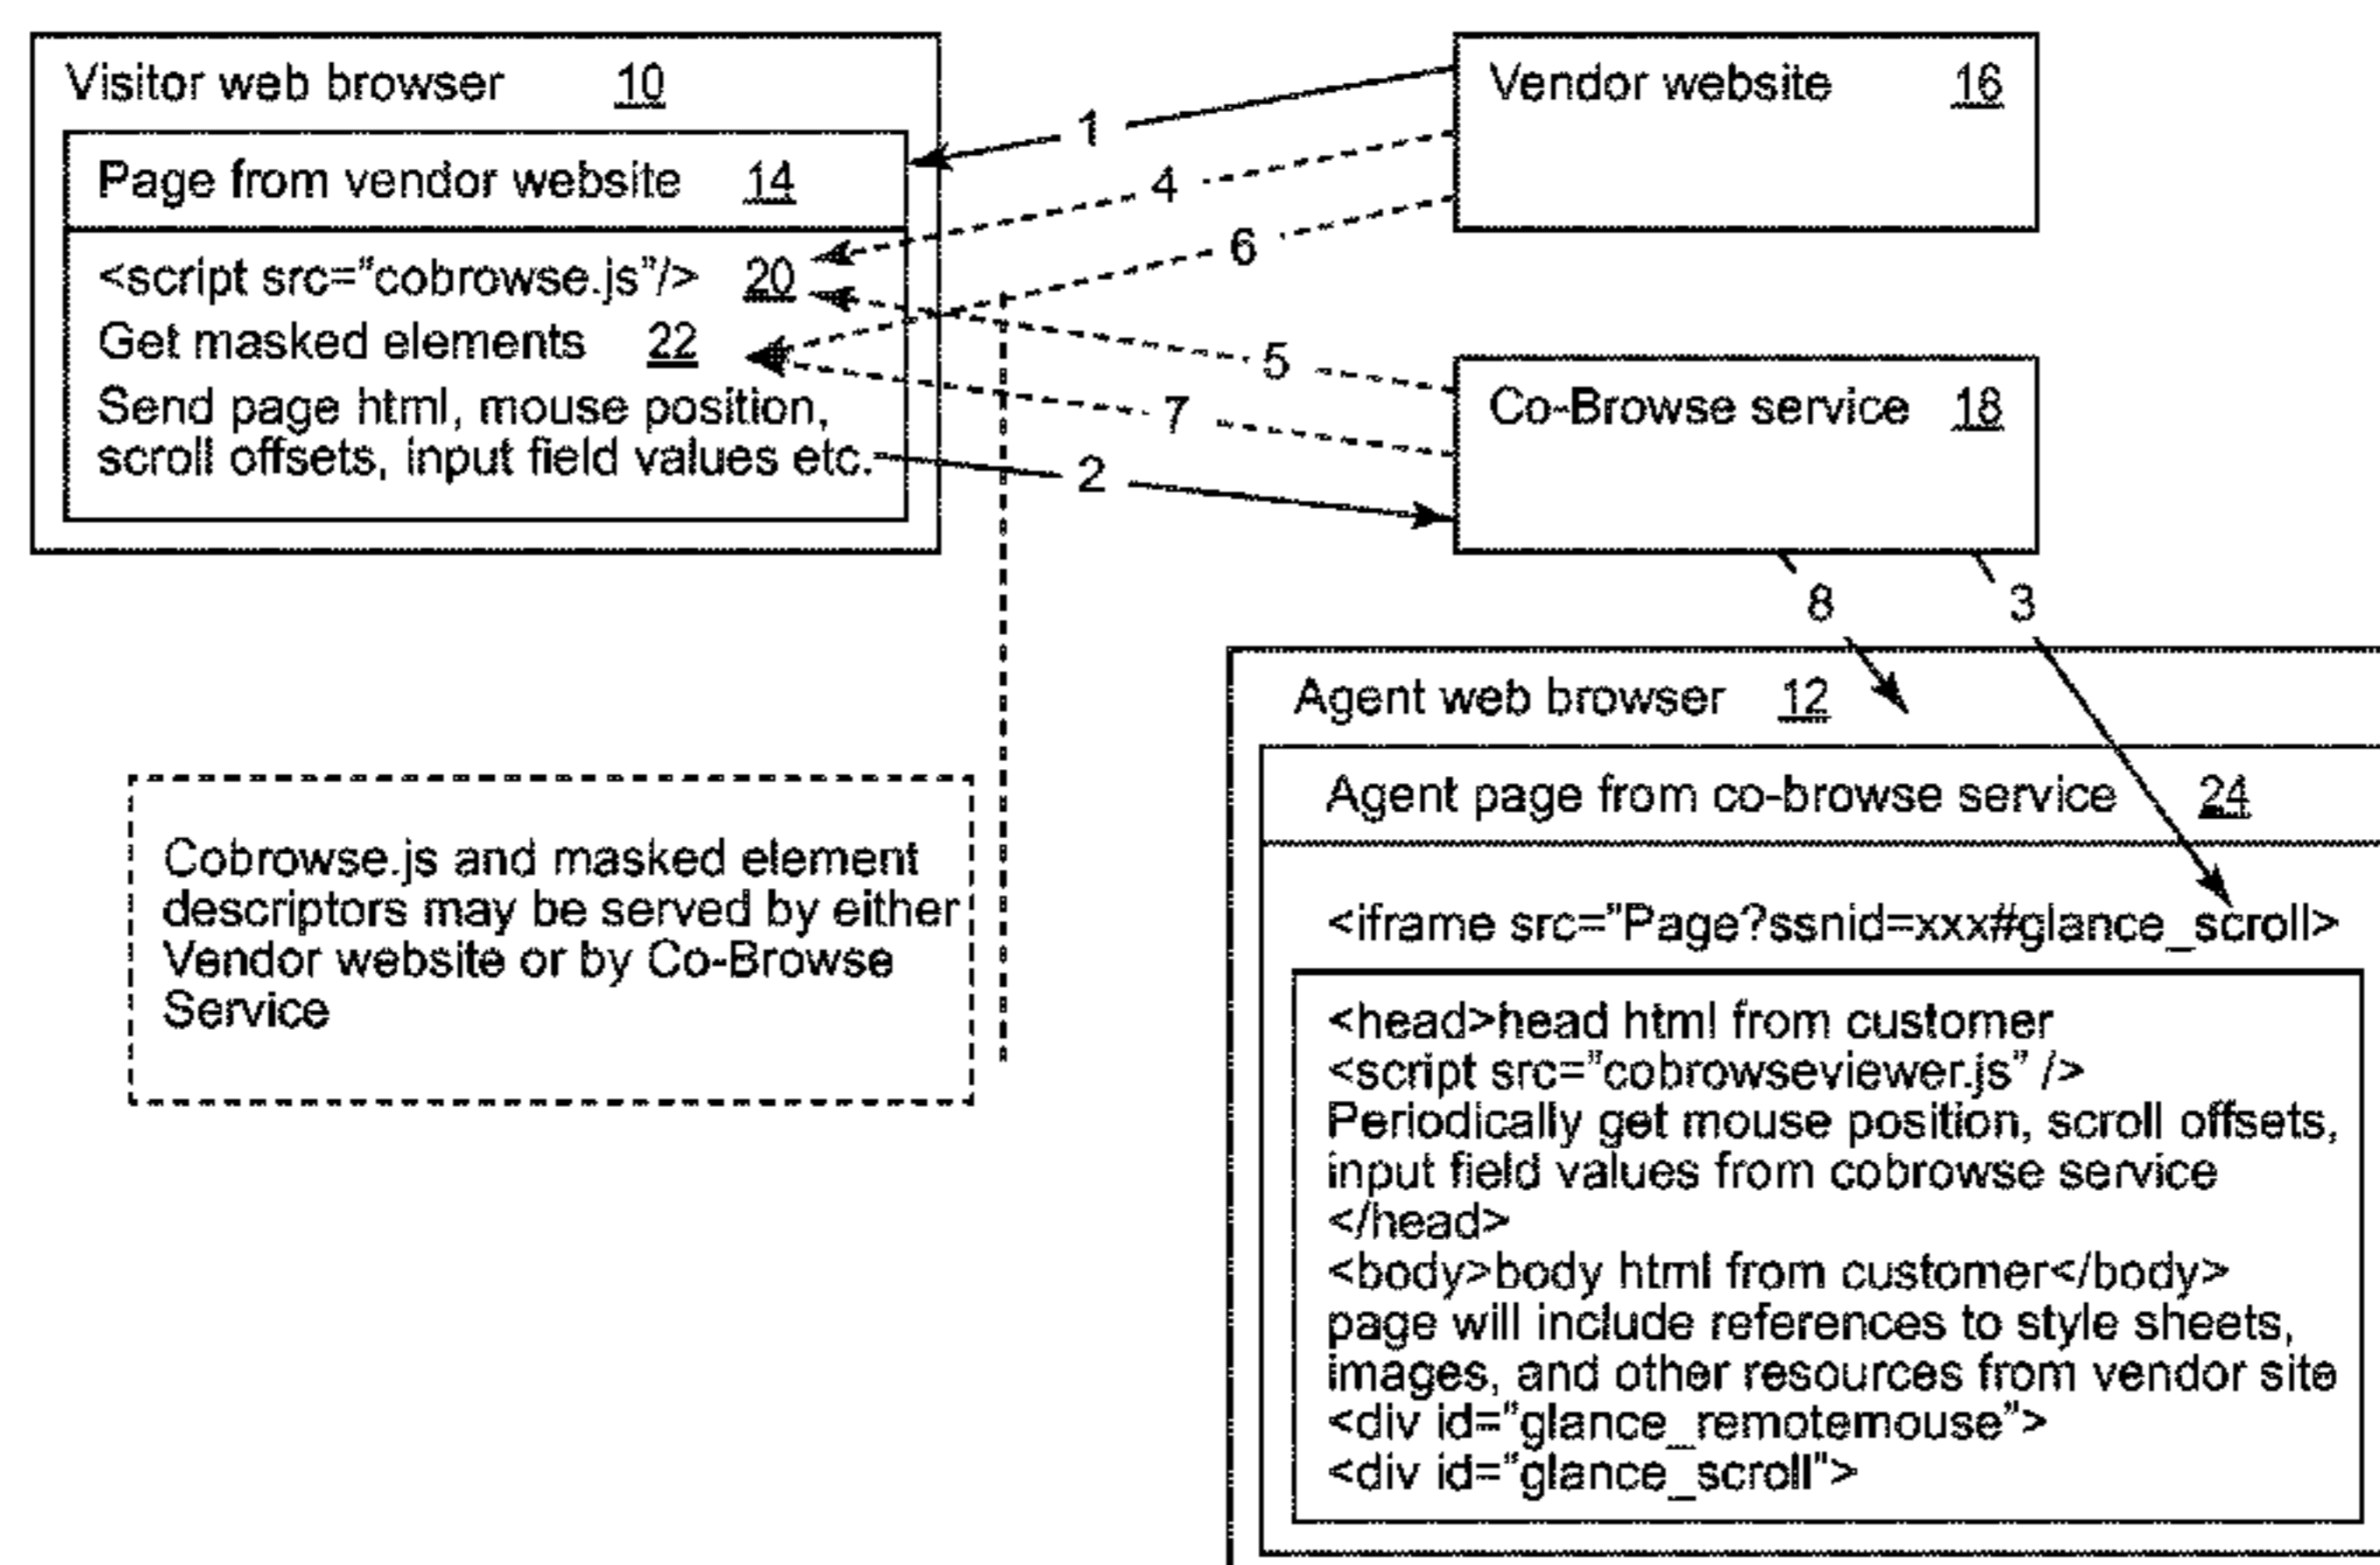 Visitor web browser 10
Page from vendor website 14
<script src="cobrowse.js"/> 20
Get masked elements 22
Send page html, mouse position,
scroll offsets, input field values etc.
1
4
6
5
7
2
Vendor website 16
Co-Browse service 18
8
3
Cobrowse.js and masked element
descriptors may be served by either
Vendor website or by Co-Browse
Service
Agent web browser 12
Agent page from co-browse service 24
<iframe src="Page?ssnid=xxx#glance_scroll>
<head>head html from customer
<script src="cobrowseviewer.js" />
Periodically get mouse position, scroll offsets,
input field values from cobrowse service
</head>
<body>body html from customer</body>
page will include references to style sheets,
images, and other resources from vendor site
<div id="glance_remotemouse">
<div id="glance_scroll">